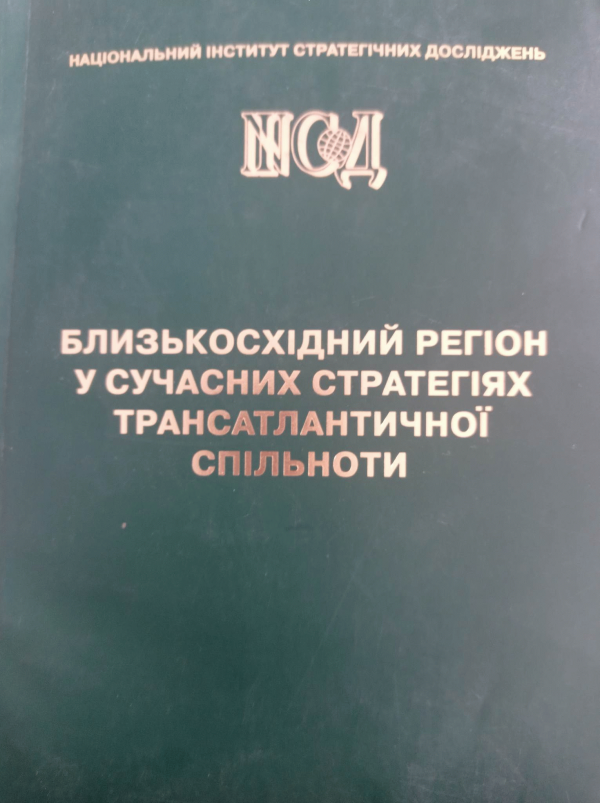 НАЦІОНАЛЬНИЙ ІНСТИТУТ СТРАТЕГІЧНИХ ДОСЛІДЖЕНЬ
НІСД
БЛИЗЬКОСХІДНИЙ РЕГІОН
У СУЧАСНИХ СТРАТЕГІЯХ
ТРАНСАТЛАНТИЧНОЇ
СПІЛЬНОТИ